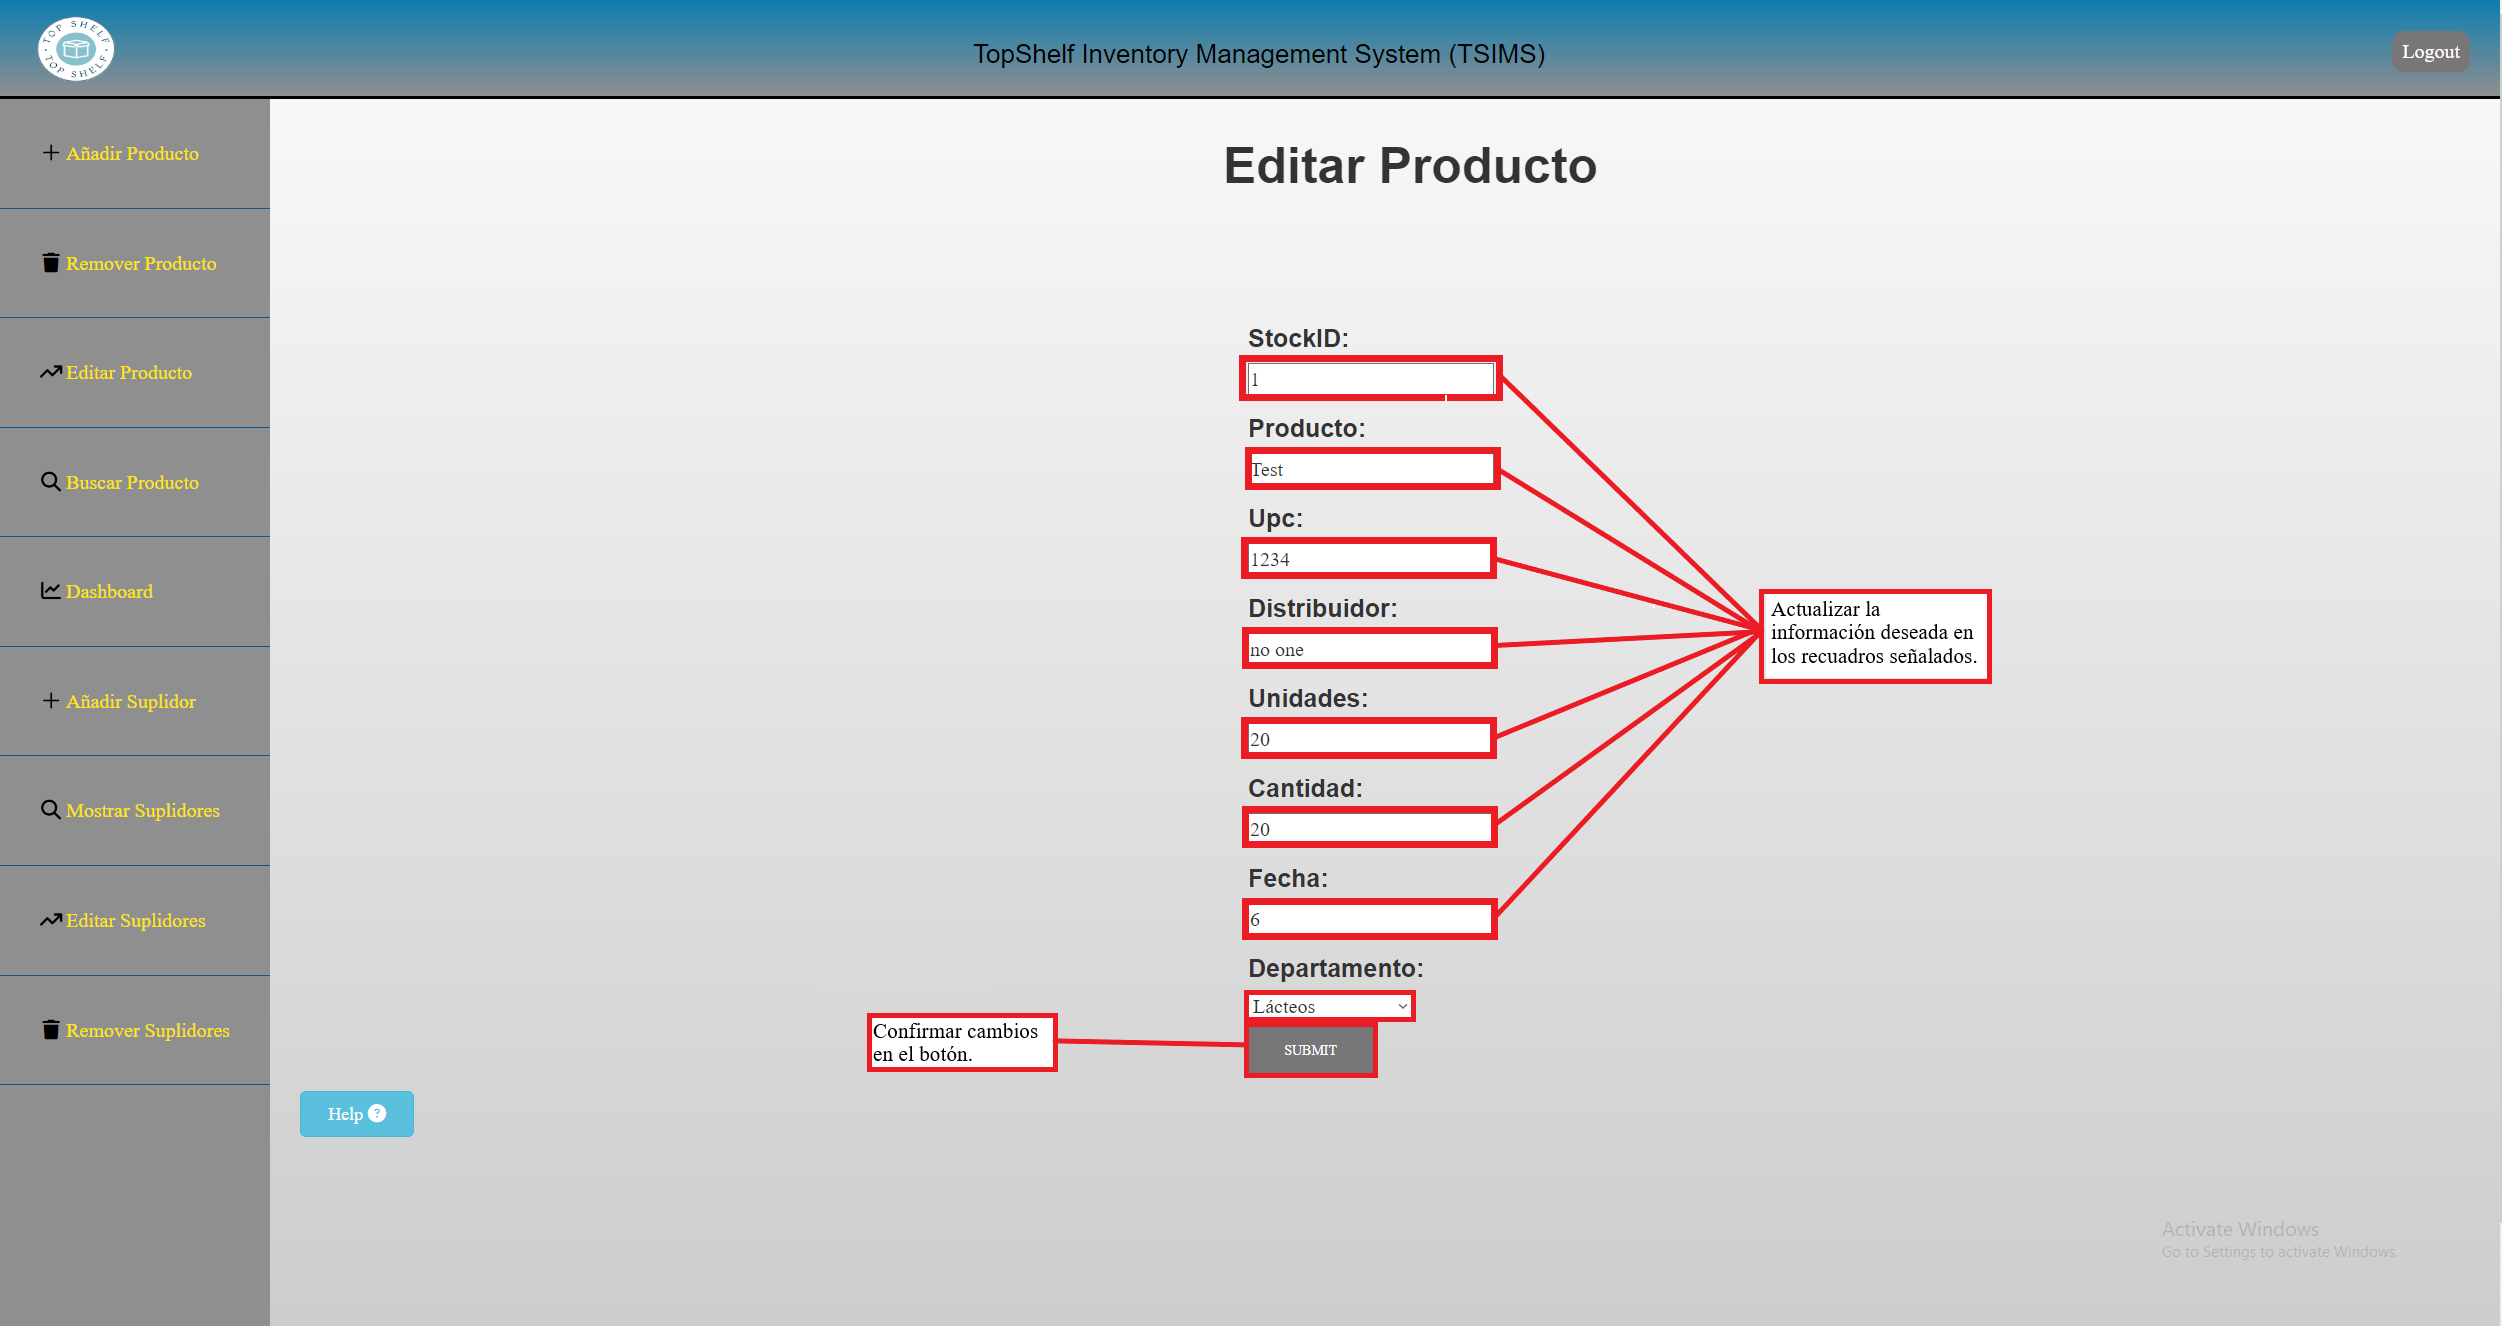 TOP SHELF
TOP SHELF
TopShelf Inventory Management System (TSIMS)
Logout
Añadir Producto
Remover Producto
Editar Producto
Buscar Producto
Dashboard
Añadir Suplidor
Mostrar Suplidores
Editar Suplidores
Remover Suplidores
Editar Producto
StockID:
1
Producto:
Test
Upc:
1234
Distribuidor:
no one
Unidades:
20
Cantidad:
20
Fecha:
6
Departamento:
Lácteos
SUBMIT
Actualizar la
información deseada en
los recuadros señalados.
Confirmar cambios
en el botón.
Help ?
Activate Windows
Go to Settings to activate Windows.